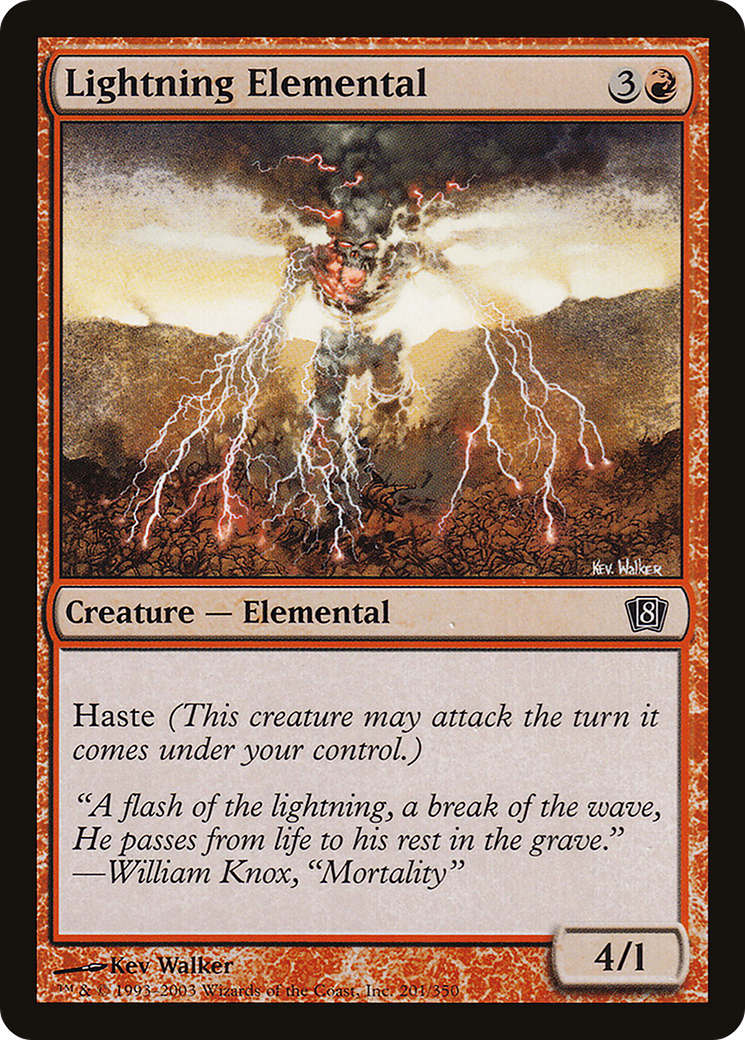 Lightning Elemental 3
KEV. WALKER
Creature — Elemental 8
Haste (This creature may attack the turn it
comes under your control.)
“A flash of the lightning, a break of the wave,
He passes from life to his rest in the grave.”
—William Knox, “Mortality”
4/1
Kev Walker
™ & © 1993–2003 Wizards of the Coast, Inc. 201/350